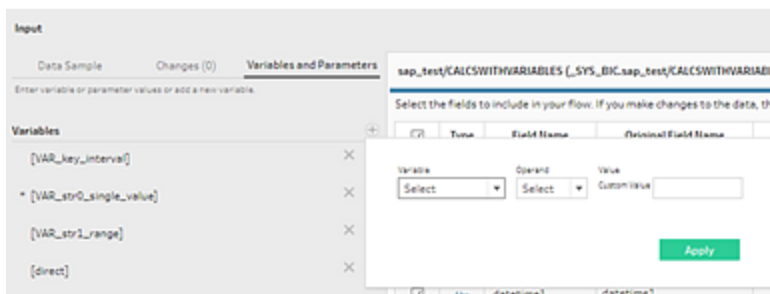 Input
Data Sample Changes (0) Variables and Parameters
Enter variable or parameter values or add a new variable.
sap_test/CALCSWITHVARIABLES (_SYS_BIC.sap_test/CALCSWITHVARIABL
Select the fields to include in your flow. If you make changes to the data, th
Variables
Type Field Name Original Field Name
[VAR_key_interval]
* [VAR_str0_single_value]
[VAR_str1_range]
[direct]
Variable Operand Value
Select Select Custom Value
Apply
datetime1 datetime1